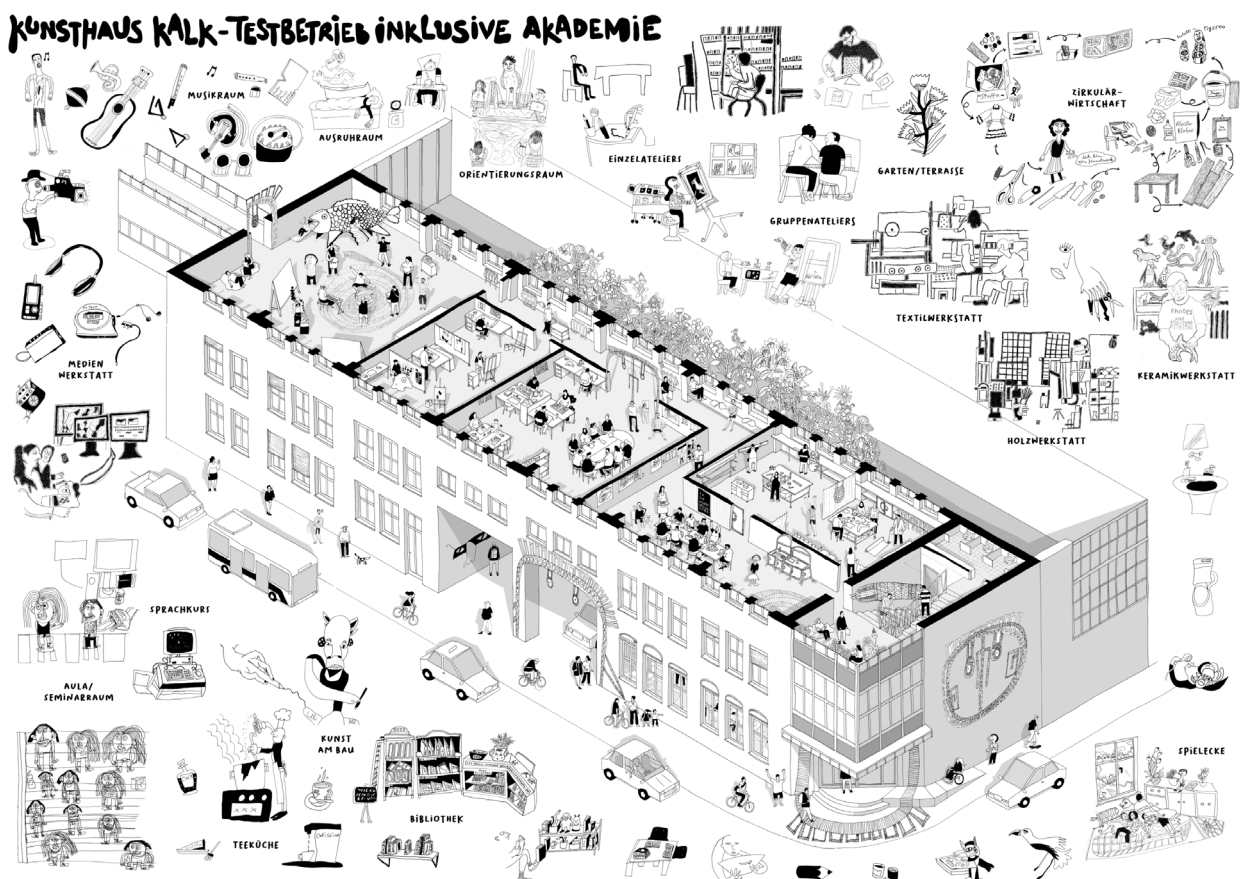 KUNSTHAUS KALK-TESTBETRIEB INKLUSIVE AKADEMIE
MUSIKRAUM
AUSRUHRAUM
ORIENTIERUNGSRAUM
EINZELATELIERS
GRUPPENATELIERS
GARTEN/TERRASSE
ZIRKULÄR-
WIRTSCHAFT
TEXTILWERKSTATT
HOLZWERKSTATT
KERAMIKWERKSTATT
MEDIEN
WERKSTATT
SPRACHKURS
AULA/
SEMINARRAUM
KUNST
AM BAU
TEEKÜCHE
BIBLIOTHEK
SPIELECKE